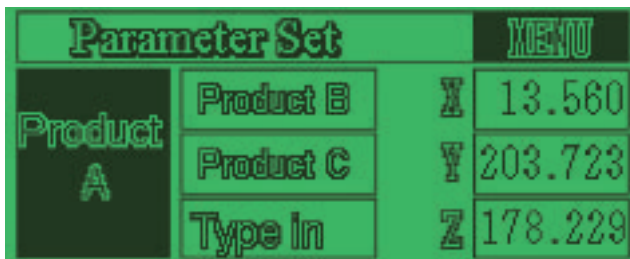 Parameter Set MENU
Product A
Product B X 13.560
Product C Y 203.723
Type in Z 178.229